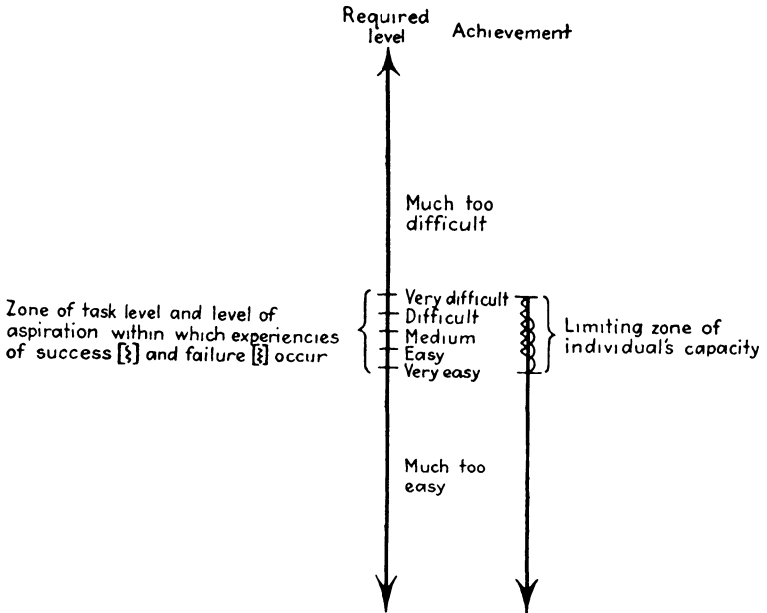 Required
level
Achievement
Much too
difficult
Zone of task level and level of
aspiration within which experiencies
of success [⧙] and failure [⧙] occur
Very difficult
Difficult
Medium
Easy
Very easy
Limiting zone of
individual's capacity
Much too
easy